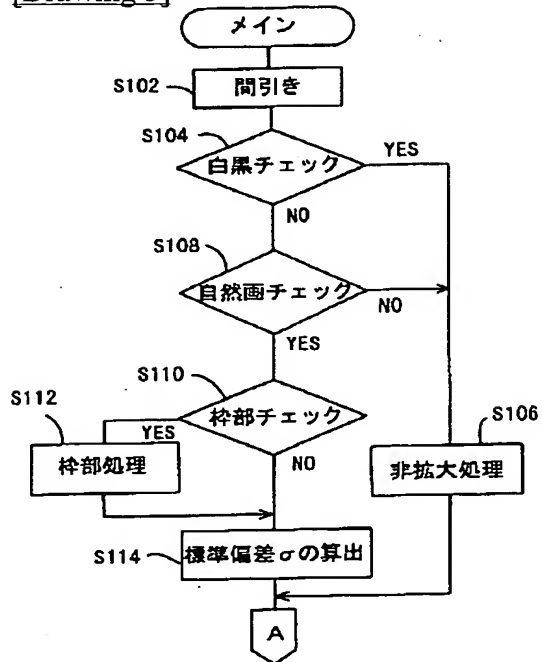 [Drawing 5]
メイン
S102
間引き
S104
白黒チェック
YES
NO
S108
自然画チェック
NO
YES
S110
枠部チェック
S112
YES
枠部処理
NO
S106
非拡大処理
S114
標準偏差σの算出
A